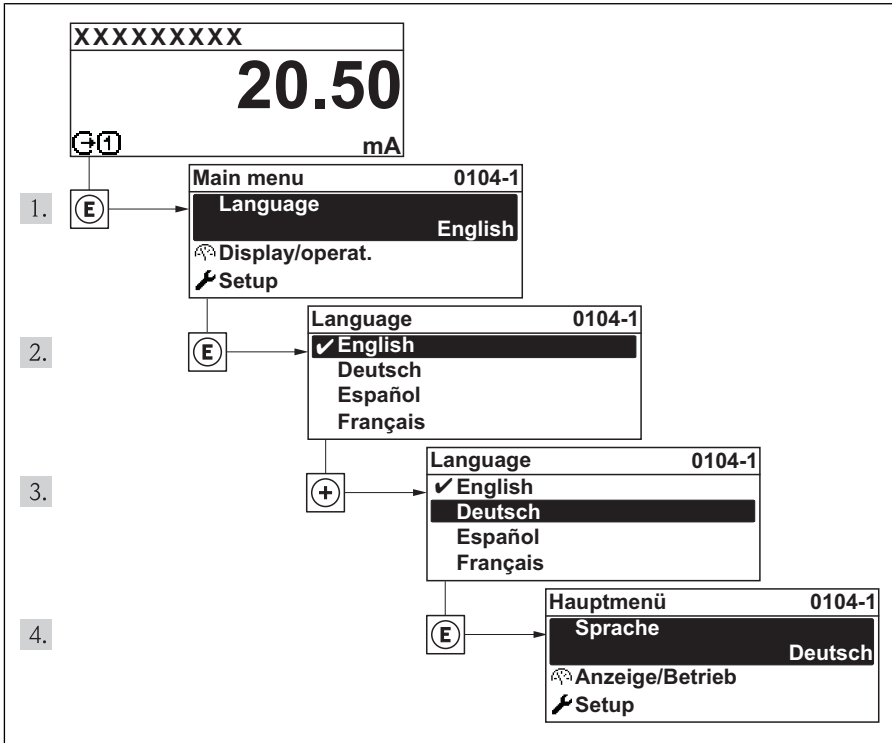 XXXXXXXXX
20.50
1 mA
Main menu 0104-1
1. E Language
English
Display/operat.
Setup
Language 0104-1
2. E ✔English
Deutsch
Español
Français
Language 0104-1
3. + ✔English
Deutsch
Español
Français
Hauptmenü 0104-1
4. E Sprache
Deutsch
Anzeige/Betrieb
Setup